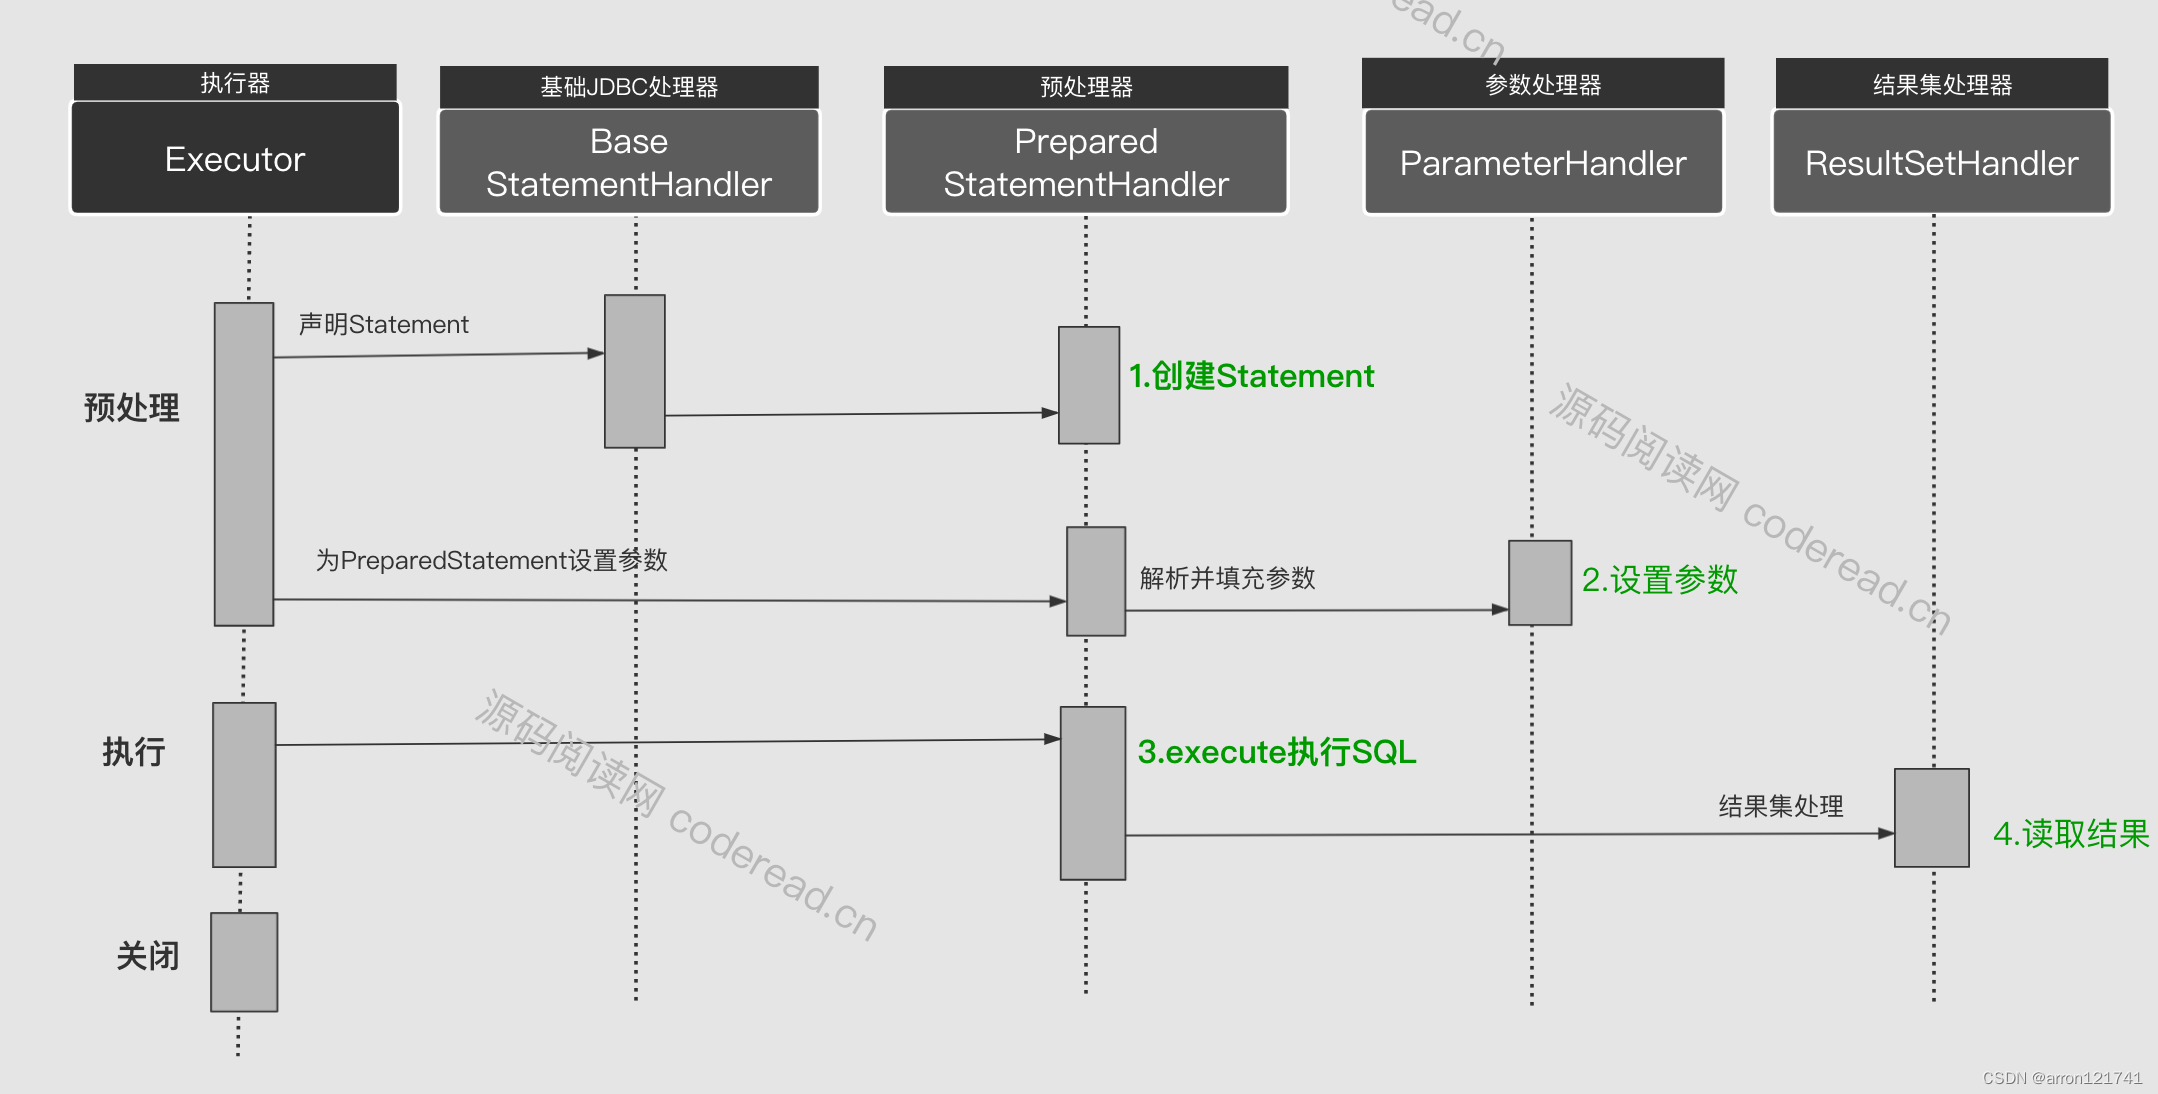 eread.cn
执行器
基础JDBC处理器
预处理器
参数处理器
结果集处理器
Executor
Base
StatementHandler
Prepared
StatementHandler
ParameterHandler
ResultSetHandler
声明Statement
1.创建Statement
预处理
源码阅读网 coderead.cn
为PreparedStatement设置参数
解析并填充参数
2.设置参数
执行
3.execute执行SQL
源码阅读网 coderead.cn
结果集处理
4.读取结果
关闭
CSDN @arron121741